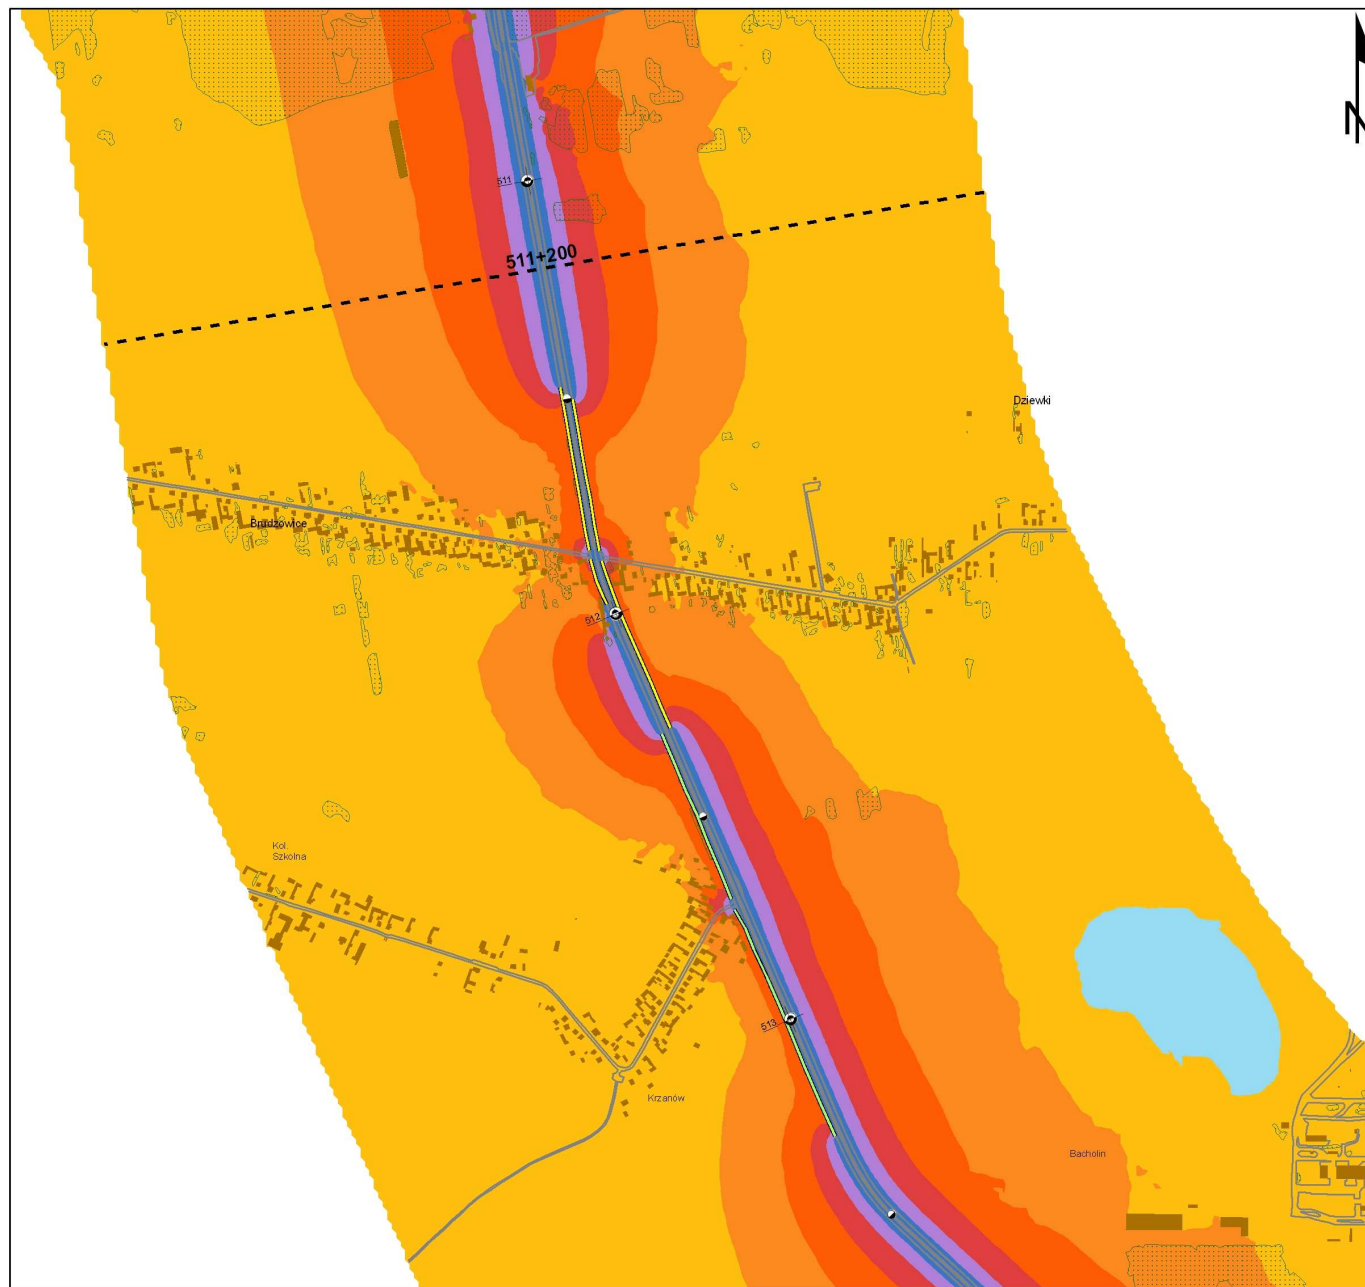 N
511
511+200
Dziewki
Brudzowice
512
Kol.
Szkolna
513
Krzanów
Bacholin